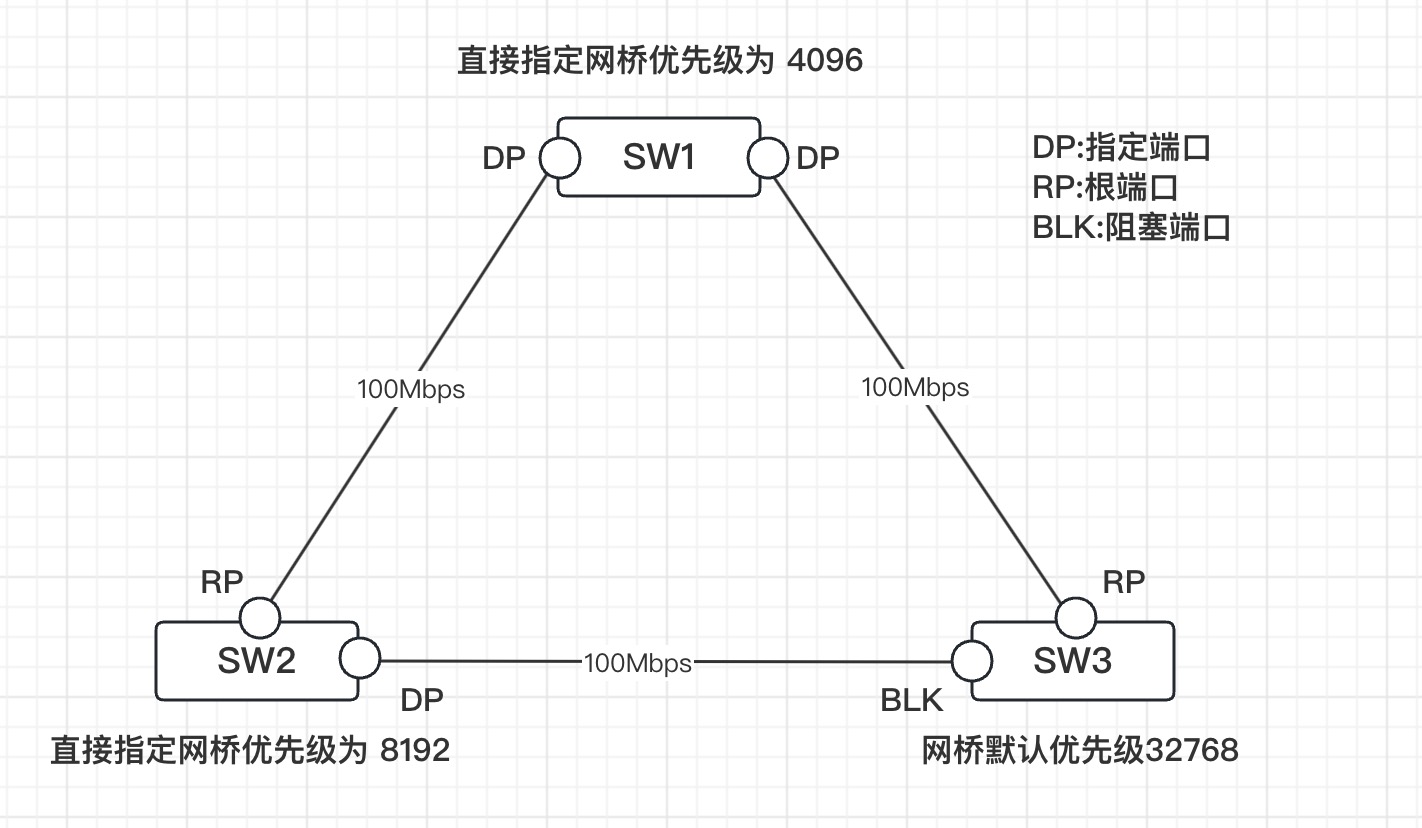 直接指定网桥优先级为 4096
DP
SW1
DP
DP:指定端口
RP:根端口
BLK:阻塞端口
100Mbps
100Mbps
RP
RP
SW2
100Mbps
SW3
DP
BLK
直接指定网桥优先级为 8192
网桥默认优先级32768